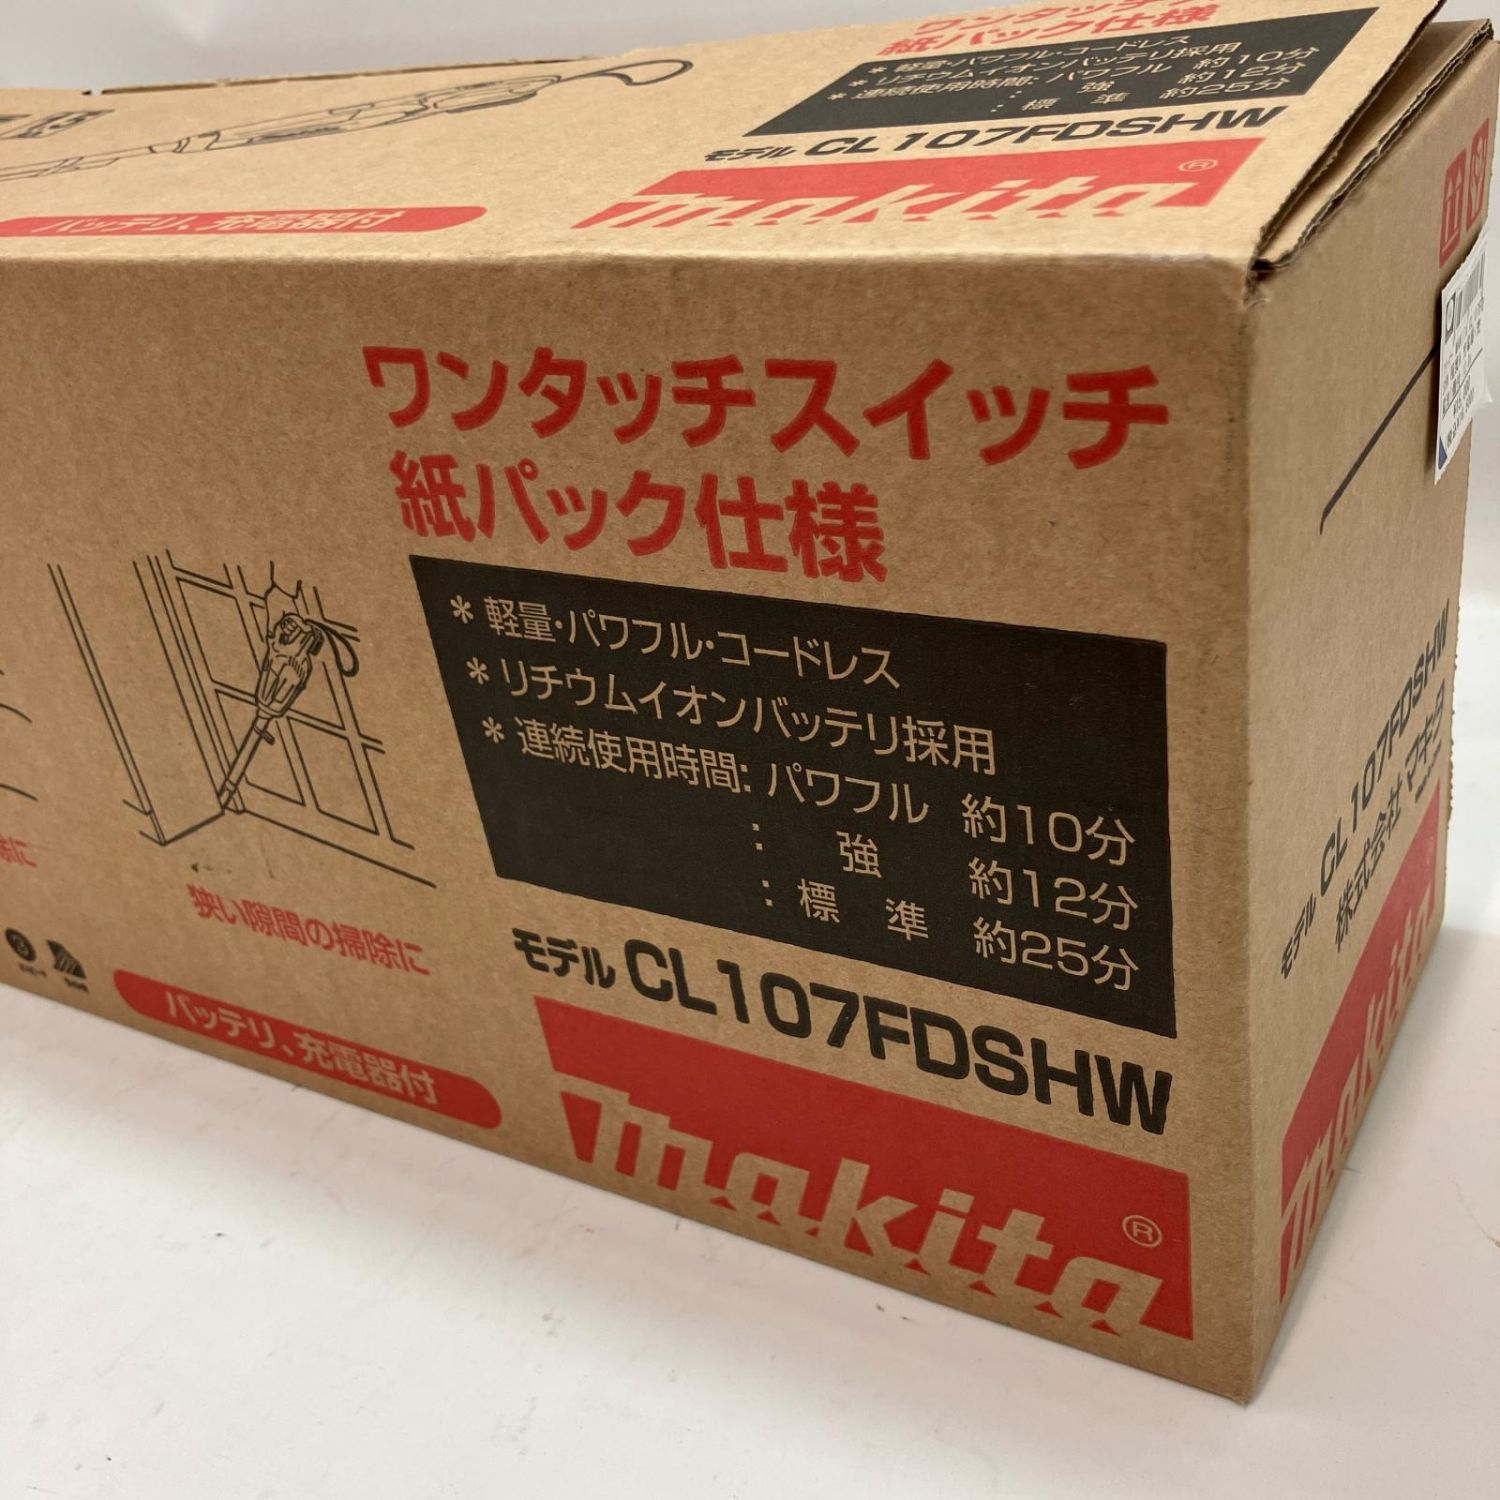 ワンタッチス
紙パック仕様
* 軽量・パワフル・コードレス
* リチウムイオンバッテリ採用
* 連続使用時間: パワフル 約10分
: 強 約12分
: 標 準 約25分
モデル CL107FDSHW
makita®
バッテリ、充電器付
ワンタッチスイッチ
紙パック仕様
* 軽量・パワフル・コードレス
* リチウムイオンバッテリ採用
* 連続使用時間: パワフル 約10分
: 強 約12分
: 標 準 約25分
モデル CL107FDSHW
makita®
除に
狭い隙間の掃除に
バッテリ、充電器付
モデル CL107FDSHW
株式会社 マキタ
makita